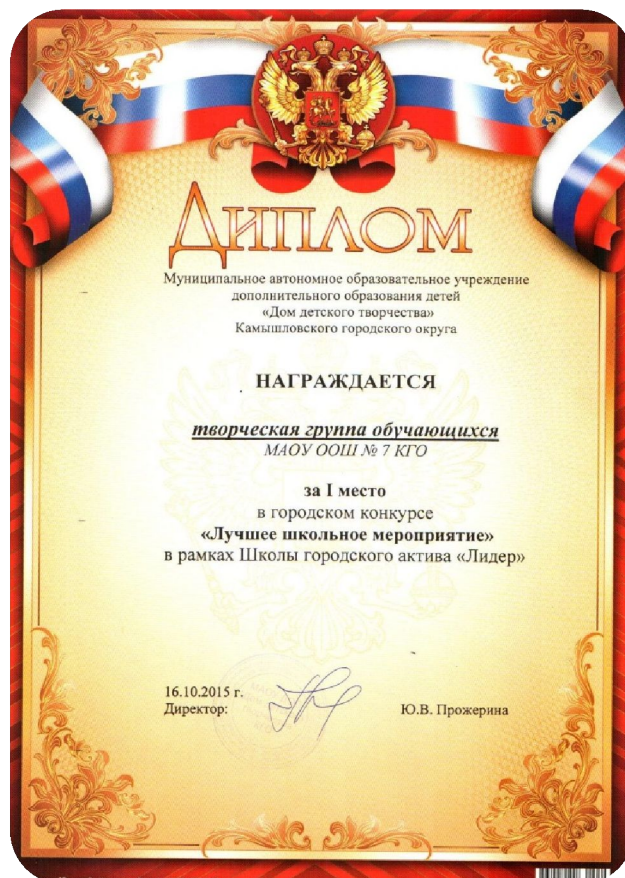 Диплом
Муниципальное автономное образовательное учреждение
дополнительного образования детей
«Дом детского творчества»
Камышловского городского округа
НАГРАЖДАЕТСЯ
творческая группа обучающихся
МАОУ ООШ № 7 КГО
за I место
в городском конкурсе
«Лучшее школьное мероприятие»
в рамках Школы городского актива «Лидер»
16.10.2015 г.
Директор:
Ю.В. Прожерина